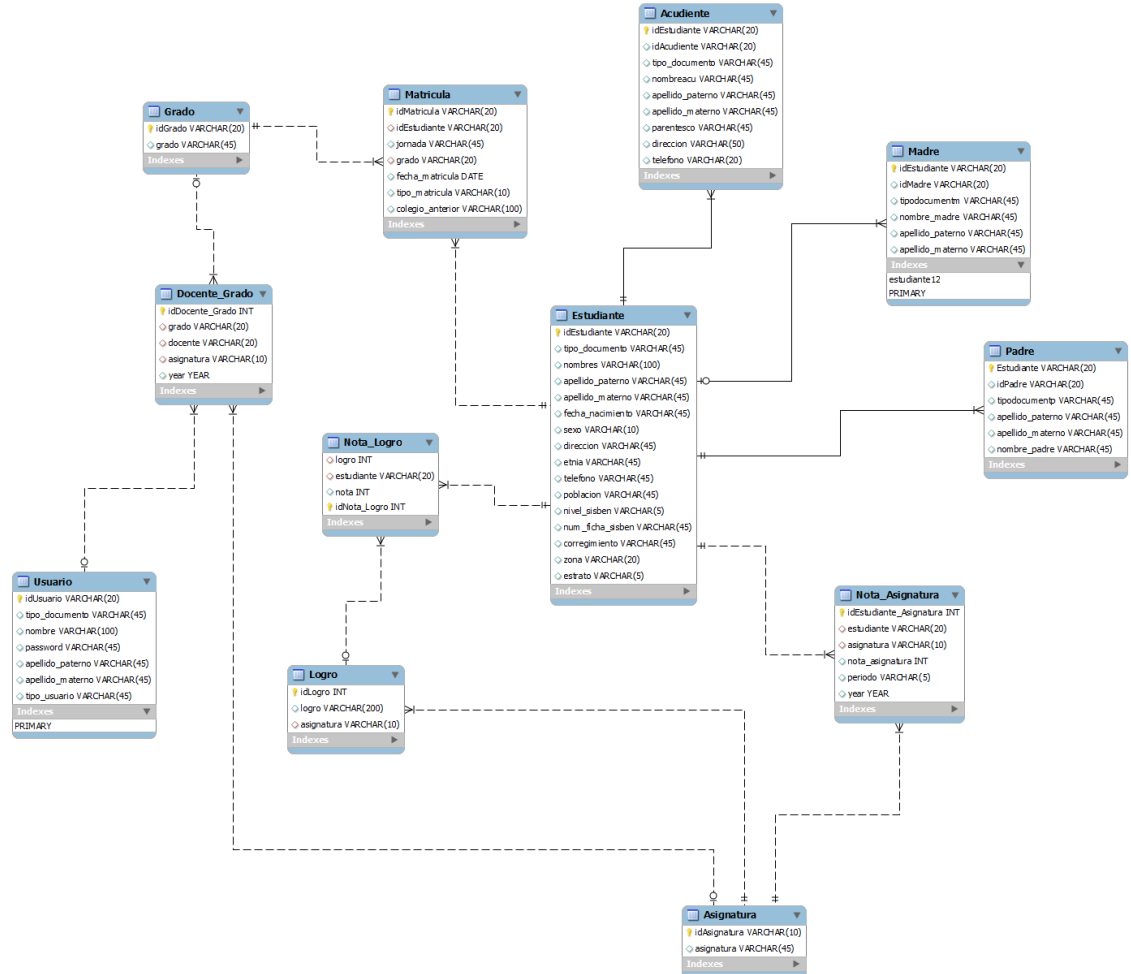 Acudiente
idEstudiante VARCHAR(20)
idAcudiente VARCHAR(20)
tipo_documento VARCHAR(45)
nombreacu VARCHAR(45)
apellido_paterno VARCHAR(45)
apellido_materno VARCHAR(45)
parentesco VARCHAR(45)
direccion VARCHAR(50)
telefono VARCHAR(20)
Indexes
Matricula
idMatricula VARCHAR(20)
idEstudiante VARCHAR(20)
jornada VARCHAR(45)
grado VARCHAR(20)
fecha_matricula DATE
tipo_matricula VARCHAR(10)
colegio_anterior VARCHAR(100)
Indexes
Grado
idGrado VARCHAR(20)
grado VARCHAR(45)
Indexes
Madre
idEstudiante VARCHAR(20)
idMadre VARCHAR(20)
tipodocumentm VARCHAR(45)
nombre_madre VARCHAR(45)
apellido_paterno VARCHAR(45)
apellido_materno VARCHAR(45)
Indexes
estudiante12
PRIMARY
Docente_Grado
idDocente_Grado INT
grado VARCHAR(20)
docente VARCHAR(20)
asignatura VARCHAR(10)
year YEAR
Indexes
Estudiante
idEstudiante VARCHAR(20)
tipo_documento VARCHAR(45)
nombres VARCHAR(100)
apellido_paterno VARCHAR(45)
apellido_materno VARCHAR(45)
fecha_nacimiento VARCHAR(45)
sexo VARCHAR(10)
direccion VARCHAR(45)
etnia VARCHAR(45)
telefono VARCHAR(45)
poblacion VARCHAR(45)
nivel_sisben VARCHAR(5)
num_ficha_sisben VARCHAR(45)
corregimiento VARCHAR(45)
zona VARCHAR(20)
estrato VARCHAR(5)
Indexes
Padre
Estudiante VARCHAR(20)
idPadre VARCHAR(20)
tipodocumentp VARCHAR(45)
apellido_paterno VARCHAR(45)
apellido_materno VARCHAR(45)
nombre_padre VARCHAR(45)
Indexes
Nota_Logro
logro INT
estudiante VARCHAR(20)
nota INT
idNota_Logro INT
Indexes
Usuario
idUsuario VARCHAR(20)
tipo_documento VARCHAR(45)
nombre VARCHAR(100)
password VARCHAR(45)
apellido_paterno VARCHAR(45)
apellido_materno VARCHAR(45)
tipo_usuario VARCHAR(45)
Indexes
PRIMARY
Nota_Asignatura
idEstudiante_Asignatura INT
estudiante VARCHAR(20)
asignatura VARCHAR(10)
nota_asignatura INT
periodo VARCHAR(5)
year YEAR
Indexes
Logro
idLogro INT
logro VARCHAR(200)
asignatura VARCHAR(10)
Indexes
Asignatura
idAsignatura VARCHAR(10)
asignatura VARCHAR(45)
Indexes